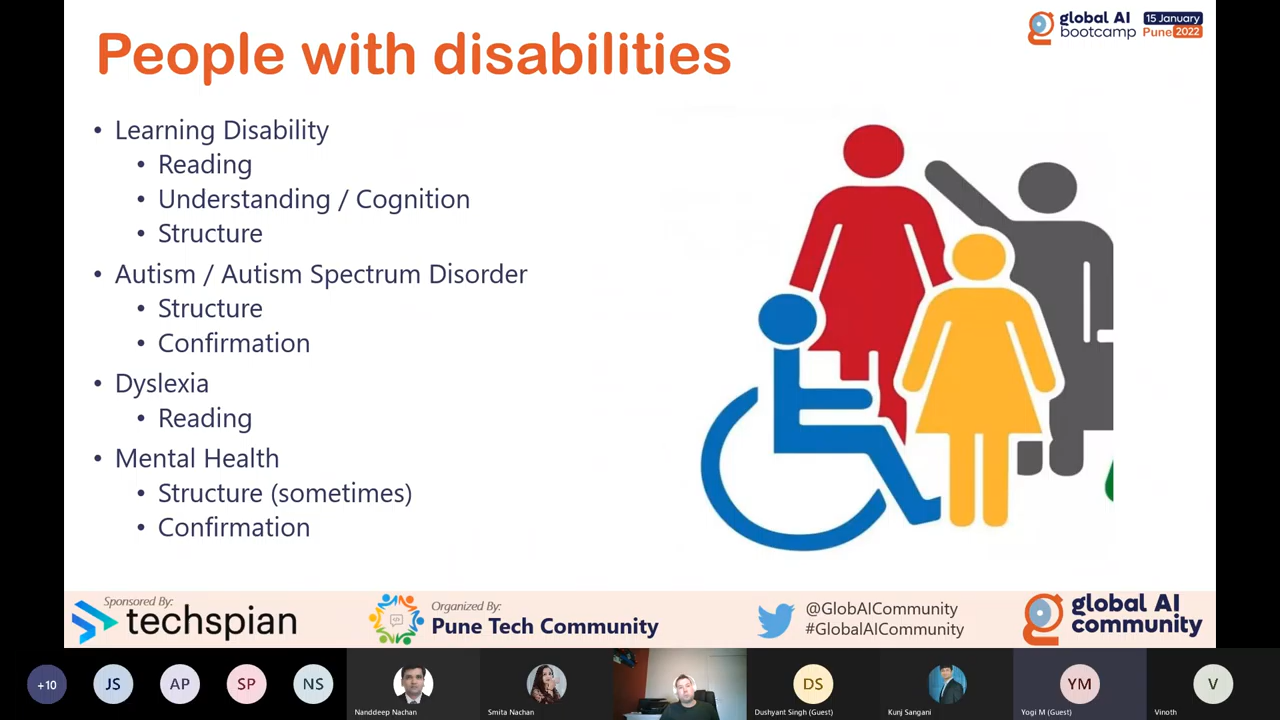 People with disabilities
global AI
bootcamp
15 January
Pune 2022
• Learning Disability
• Reading
• Understanding / Cognition
• Structure
• Autism / Autism Spectrum Disorder
• Structure
• Confirmation
• Dyslexia
• Reading
• Mental Health
• Structure (sometimes)
• Confirmation
Sponsored By:
techspian
Organized By:
Pune Tech Community
@GlobAICommunity
#GlobalAICommunity
global AI
community
+10
JS
AP
SP
NS
Nanddeep Nachan
Smita Nachan
DS
Dushyant Singh (Guest)
Kunj Sangani
YM
Yogi M (Guest)
V
Vinoth